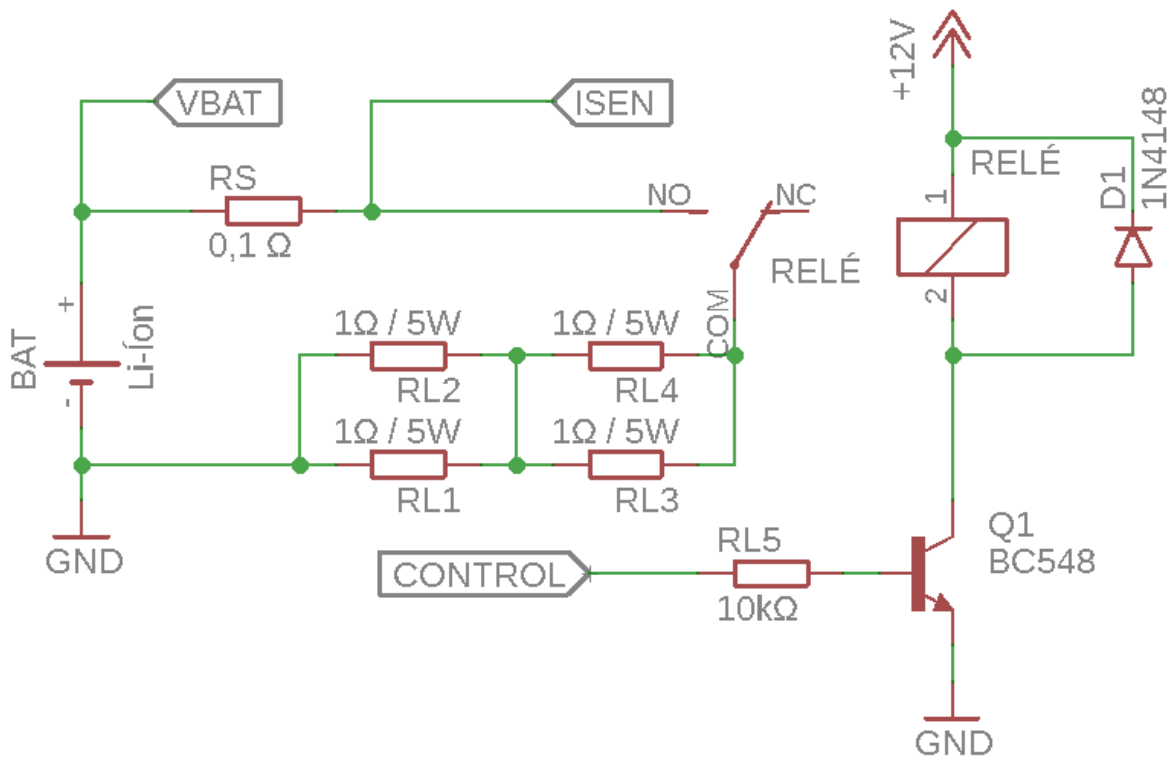 +12V
VBAT
ISEN
1N4148
D1
RELÉ
RS
0,1 Ω
NO
NC
1
RELÉ
2
COM
+
BAT
Li-Íon
-
1Ω / 5W
RL2
1Ω / 5W
RL4
1Ω / 5W
RL1
1Ω / 5W
RL3
GND
CONTROL
RL5
10kΩ
Q1
BC548
GND